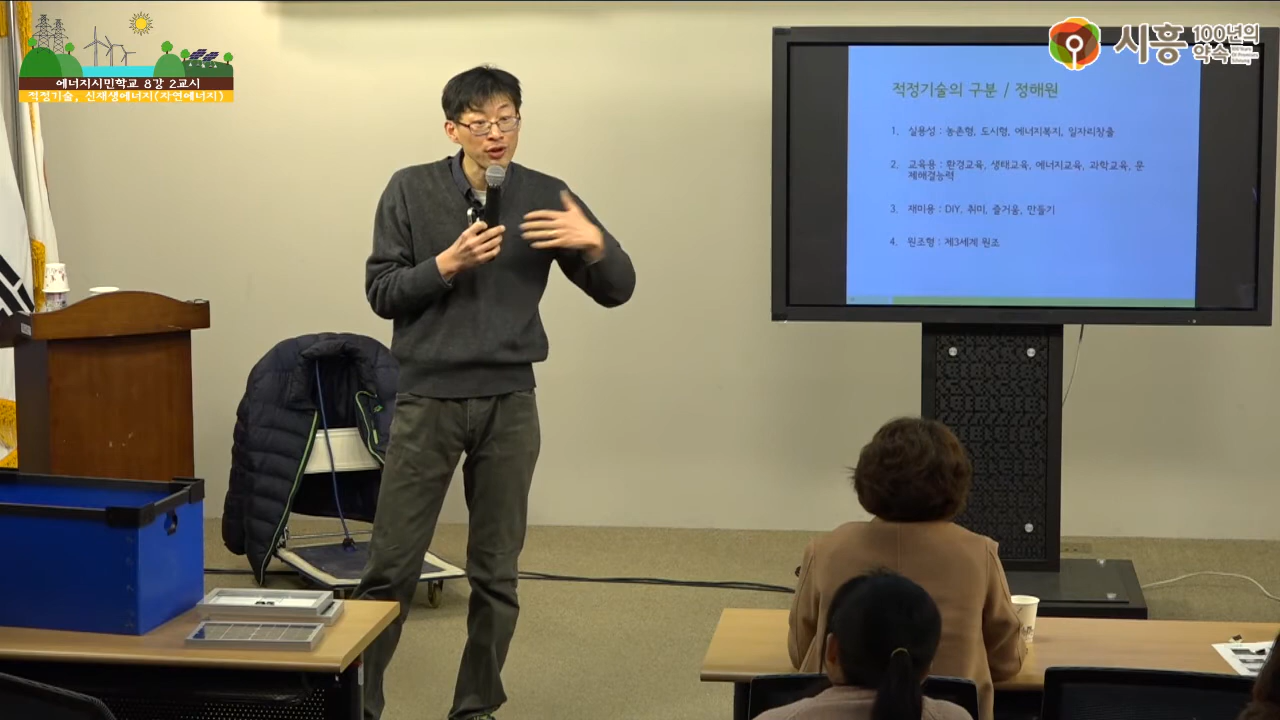 에너지시민학교 8강 2교시
적정기술, 신재생에너지(자연에너지)
시흥
100년의
약속
적정기술의 구분 / 정해원
1. 실용성 : 농촌형, 도시형, 에너지복지, 일자리창출
2. 교육용 : 환경교육, 생태교육, 에너지교육, 과학교육, 문
제해결능력
3. 재미용 : DIY, 취미, 즐거움, 만들기
4. 원조형 : 제3세계 원조